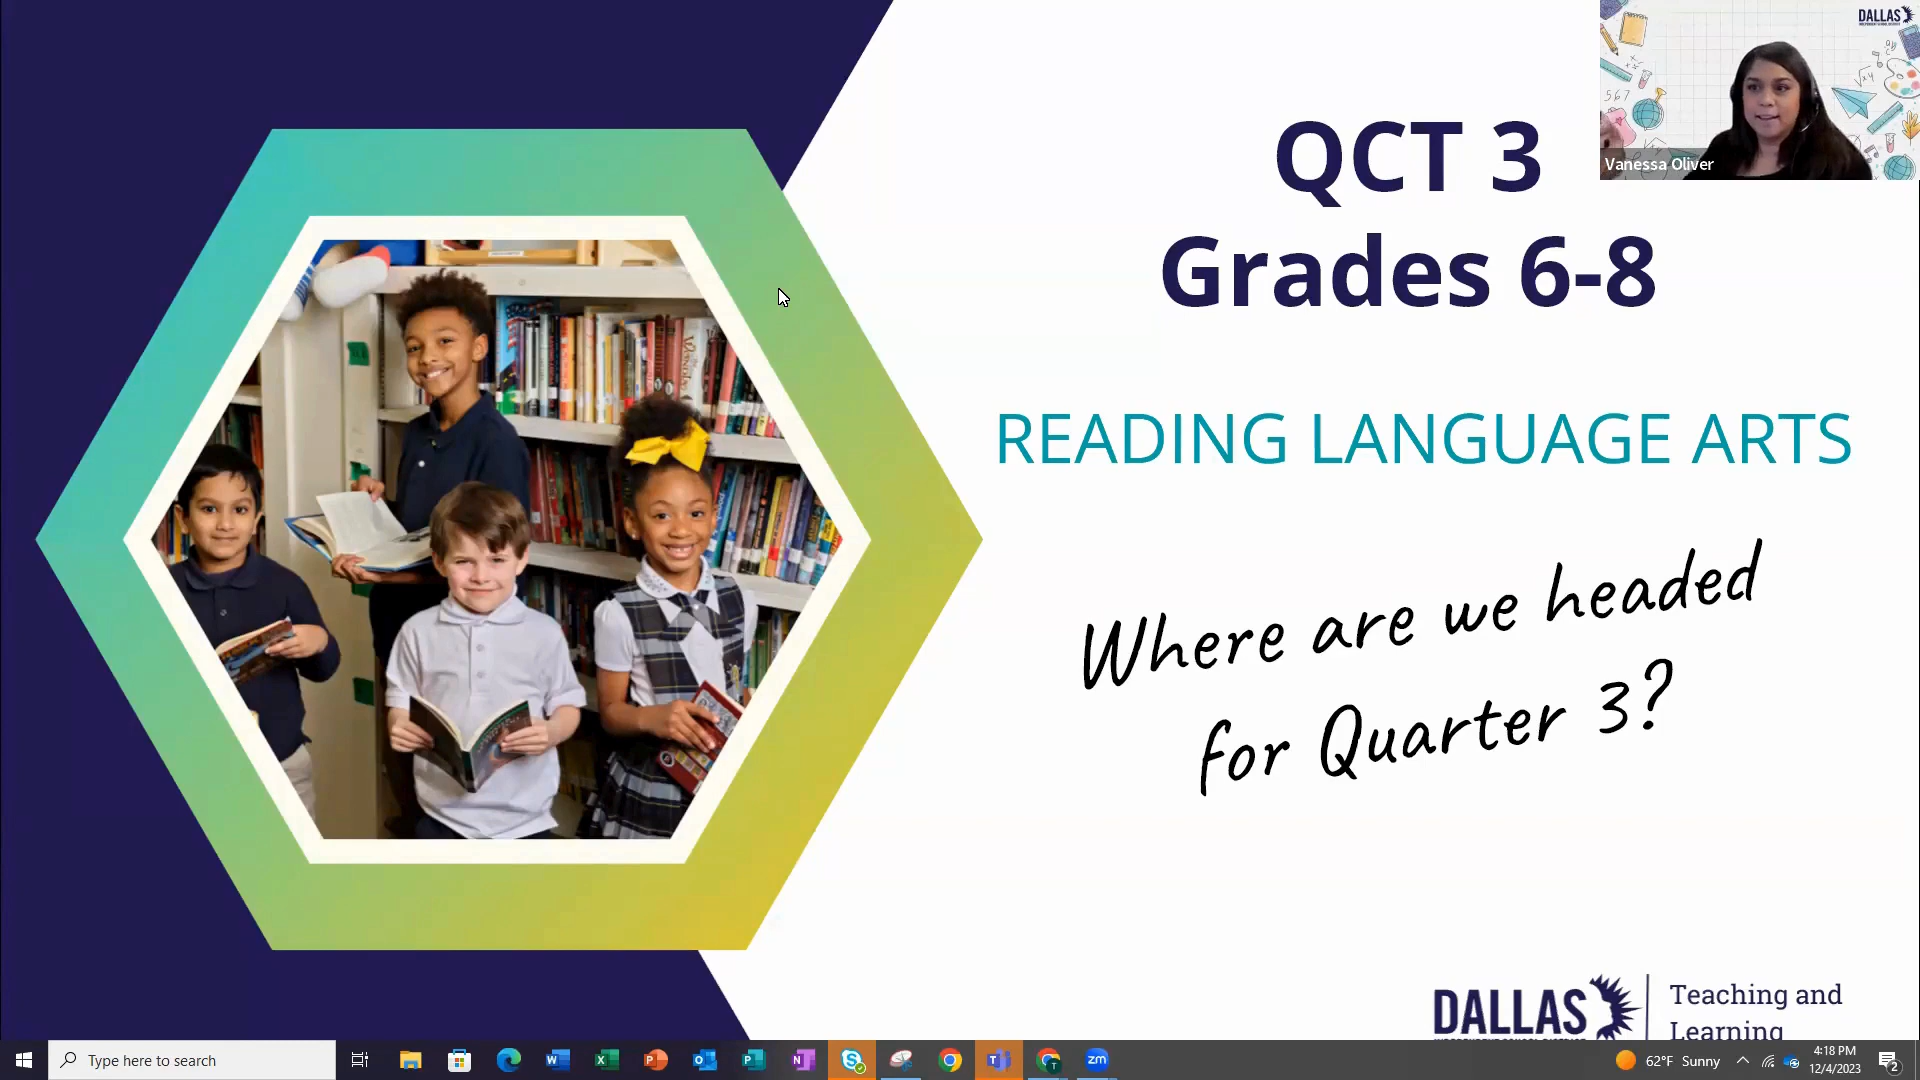 DALLAS
Vanessa Oliver
QCT 3
Grades 6-8
READING LANGUAGE ARTS
Where are we headed
for Quarter 3?
DALLAS
Teaching and
Learning
Type here to search
62°F Sunny
4:18 PM
12/4/2023
2